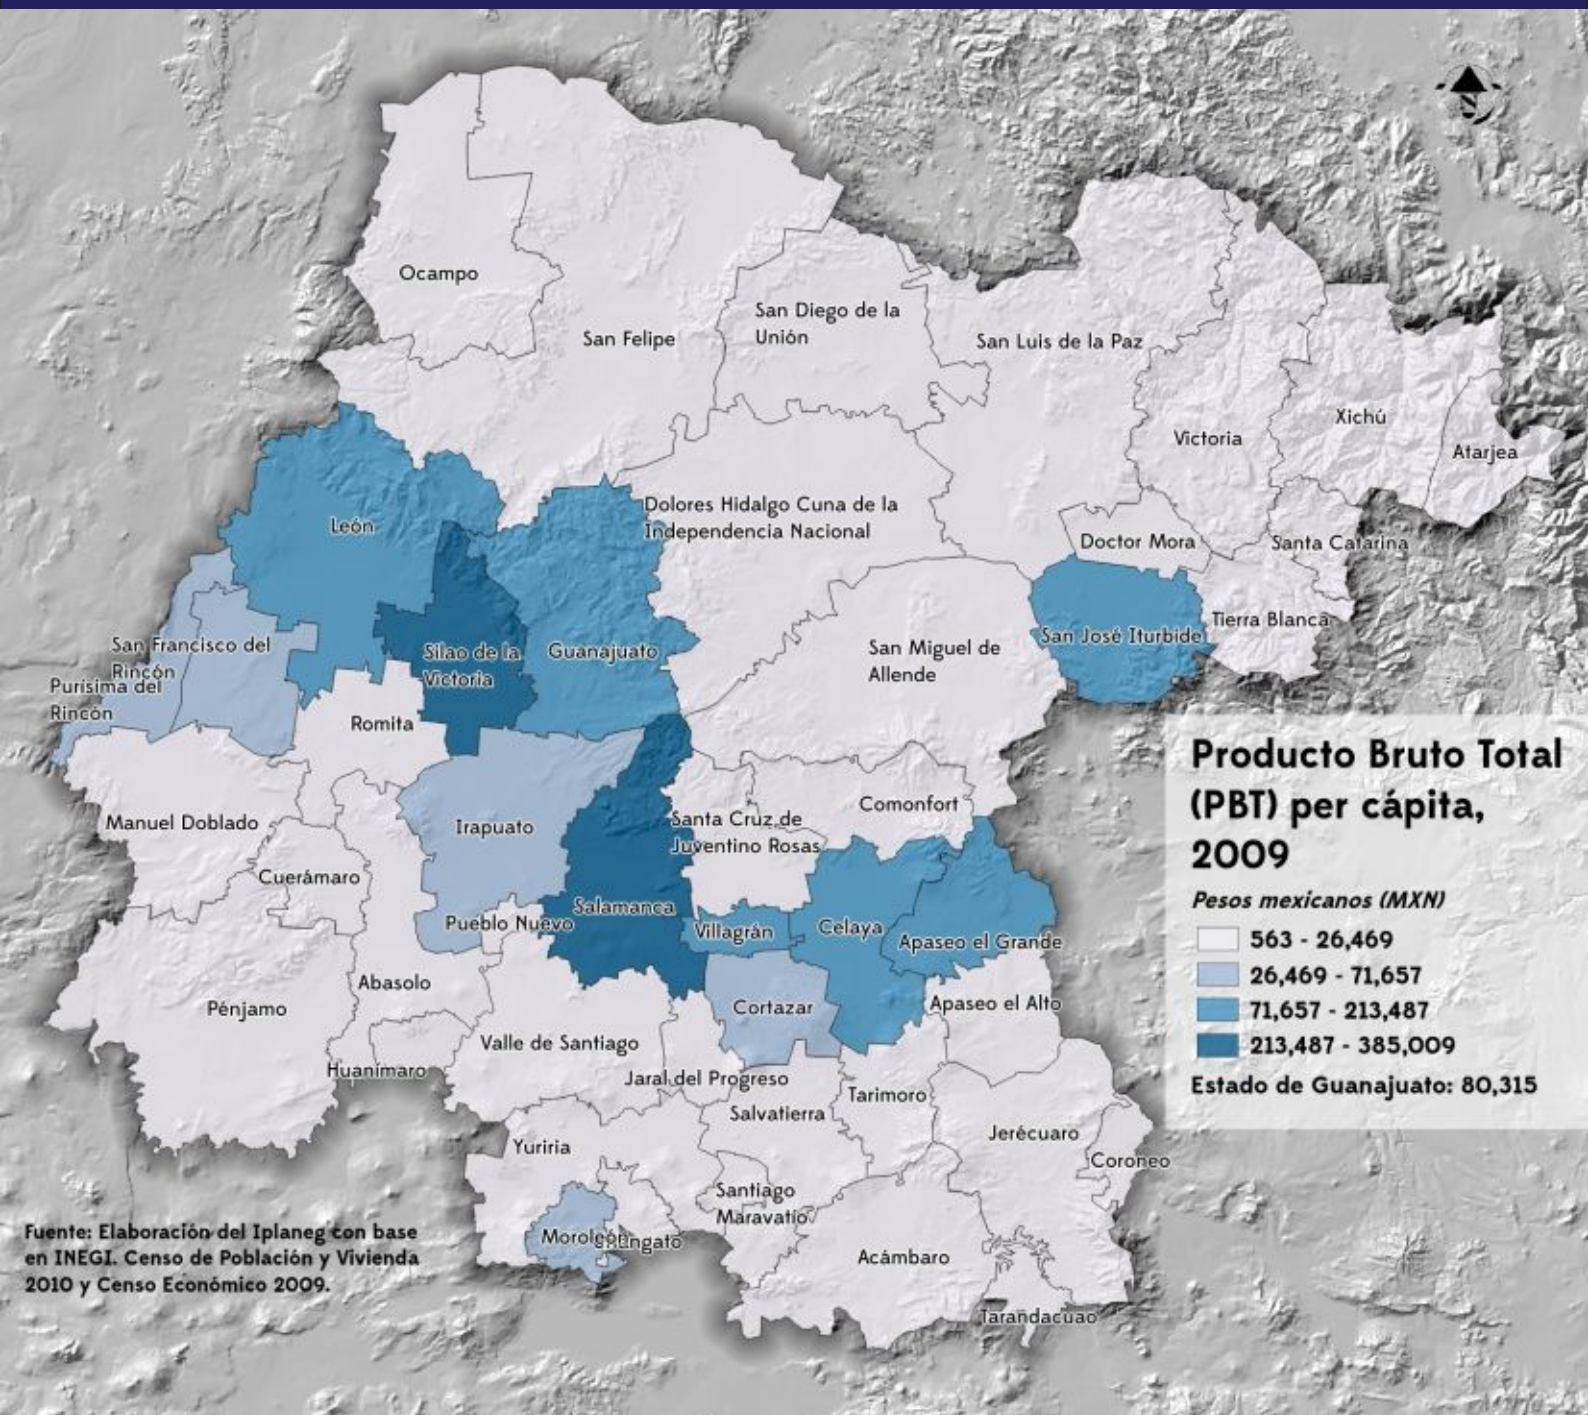 Ocampo
San Felipe
San Diego de la
Unión
San Luis de la Paz
Victoria
Xichú
Atarjea
León
Dolores Hidalgo Cuna de la
Independencia Nacional
Doctor Mora
Santa Catarina
Tierra Blanca
San José Iturbide
San Miguel de
Allende
Guanajuato
Silao de la
Victoria
San Francisco del
Rincón
Purísima del
Rincón
Romita
Manuel Doblado
Irapuato
Cuerámaro
Santa Cruz de
Juventino Rosas
Comonfort
Salamanca
Pueblo Nuevo
Villagrán
Celaya
Apaseo el Grande
Abasolo
Pénjamo
Cortazar
Apaseo el Alto
Valle de Santiago
Huanímaro
Jaral del Progreso
Tarimoro
Salvatierra
Jerécuaro
Yuriria
Coroneo
Santiago
Maravatío
Moroleón
Uriangato
Acámbaro
Tarandacuao
N
Producto Bruto Total
(PBT) per cápita,
2009
Pesos mexicanos (MXN)
563 - 26,469
26,469 - 71,657
71,657 - 213,487
213,487 - 385,009
Estado de Guanajuato: 80,315
Fuente: Elaboración del Iplaneg con base
en INEGI. Censo de Población y Vivienda
2010 y Censo Económico 2009.